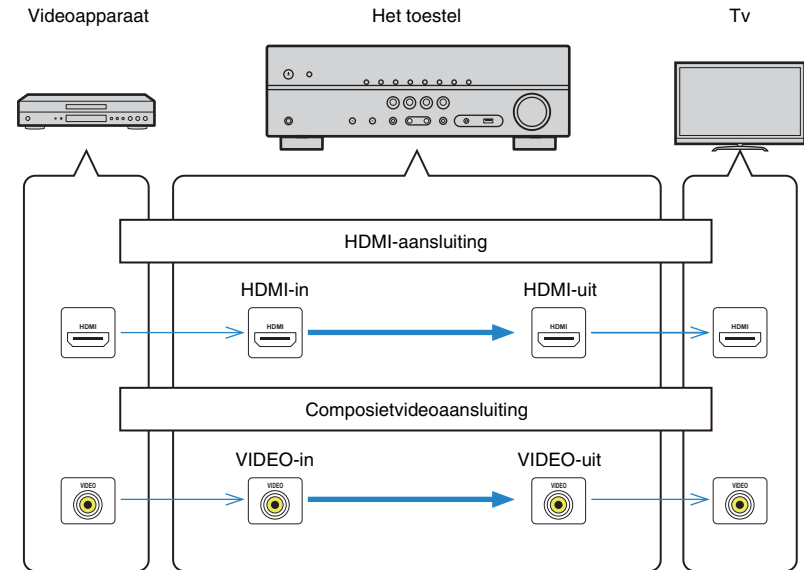 Videoapparaat
Het toestel
Tv
HDMI-aansluiting
HDMI-in
HDMI-uit
HDMI
HDMI
HDMI
HDMI
Composietvideoaansluiting
VIDEO-in
VIDEO-uit
VIDEO
VIDEO
VIDEO
VIDEO